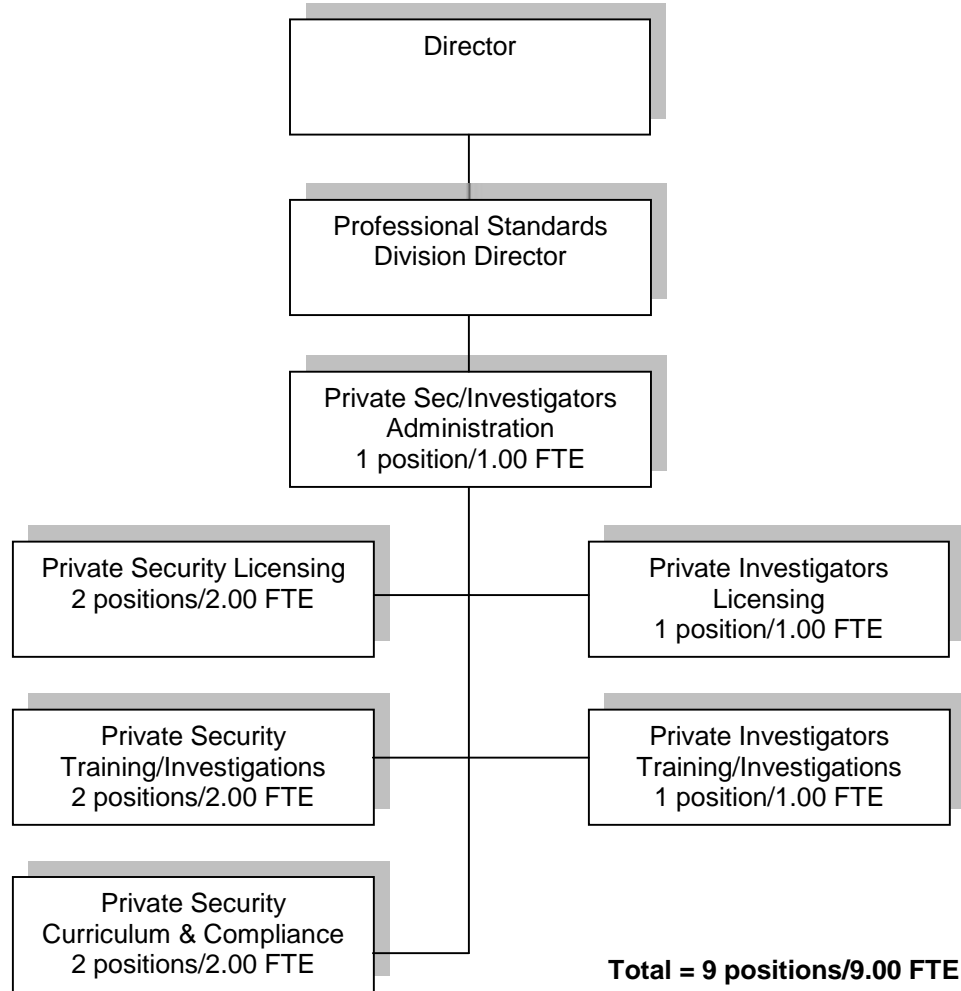 Director
Professional Standards
Division Director
Private Sec/Investigators
Administration
1 position/1.00 FTE
Private Security Licensing
2 positions/2.00 FTE
Private Investigators
Licensing
1 position/1.00 FTE
Private Security
Training/Investigations
2 positions/2.00 FTE
Private Investigators
Training/Investigations
1 position/1.00 FTE
Private Security
Curriculum & Compliance
2 positions/2.00 FTE
Total = 9 positions/9.00 FTE